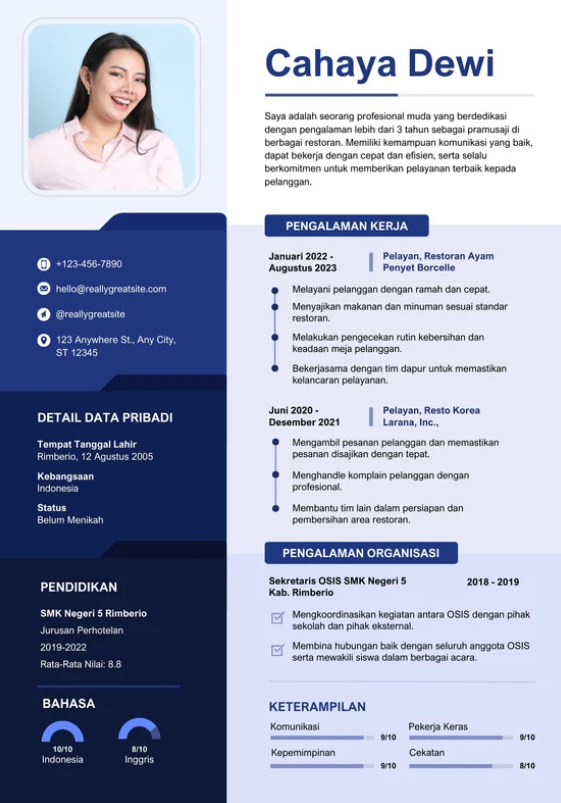 Cahaya Dewi
Saya adalah seorang profesional muda yang berdedikasi
dengan pengalaman lebih dari 3 tahun sebagai pramusaji di
berbagai restoran. Memiliki kemampuan komunikasi yang baik,
dapat bekerja dengan cepat dan efisien, serta selalu
berkomitmen untuk memberikan pelayanan terbaik kepada
pelanggan.
+123-456-7890
hello@reallygreatsite.com
@reallygreatsite
123 Anywhere St., Any City,
ST 12345
DETAIL DATA PRIBADI
Tempat Tanggal Lahir
Rimberio, 12 Agustus 2005
Kebangsaan
Indonesia
Status
Belum Menikah
PENDIDIKAN
SMK Negeri 5 Rimberio
Jurusan Perhotelan
2019-2022
Rata-Rata Nilai: 8.8
BAHASA
10/10
Indonesia
8/10
Inggris
PENGALAMAN KERJA
Januari 2022 -
Agustus 2023
Pelayan, Restoran Ayam
Penyet Borcelle
Melayani pelanggan dengan ramah dan cepat.
Menyajikan makanan dan minuman sesuai standar
restoran.
Melakukan pengecekan rutin kebersihan dan
keadaan meja pelanggan.
Bekerjasama dengan tim dapur untuk memastikan
kelancaran pelayanan.
Juni 2020 -
Desember 2021
Pelayan, Resto Korea
Larana, Inc.,
Mengambil pesanan pelanggan dan memastikan
pesanan disajikan dengan tepat.
Menghandle komplain pelanggan dengan
profesional.
Membantu tim lain dalam persiapan dan
pembersihan area restoran.
PENGALAMAN ORGANISASI
Sekretaris OSIS SMK Negeri 5
Kab. Rimberio
2018 - 2019
Mengkoordinasikan kegiatan antara OSIS dengan pihak
sekolah dan pihak eksternal.
Membina hubungan baik dengan seluruh anggota OSIS
serta mewakili siswa dalam berbagai acara.
KETERAMPILAN
Komunikasi
9/10
Pekerja Keras
9/10
Kepemimpinan
9/10
Cekatan
8/10